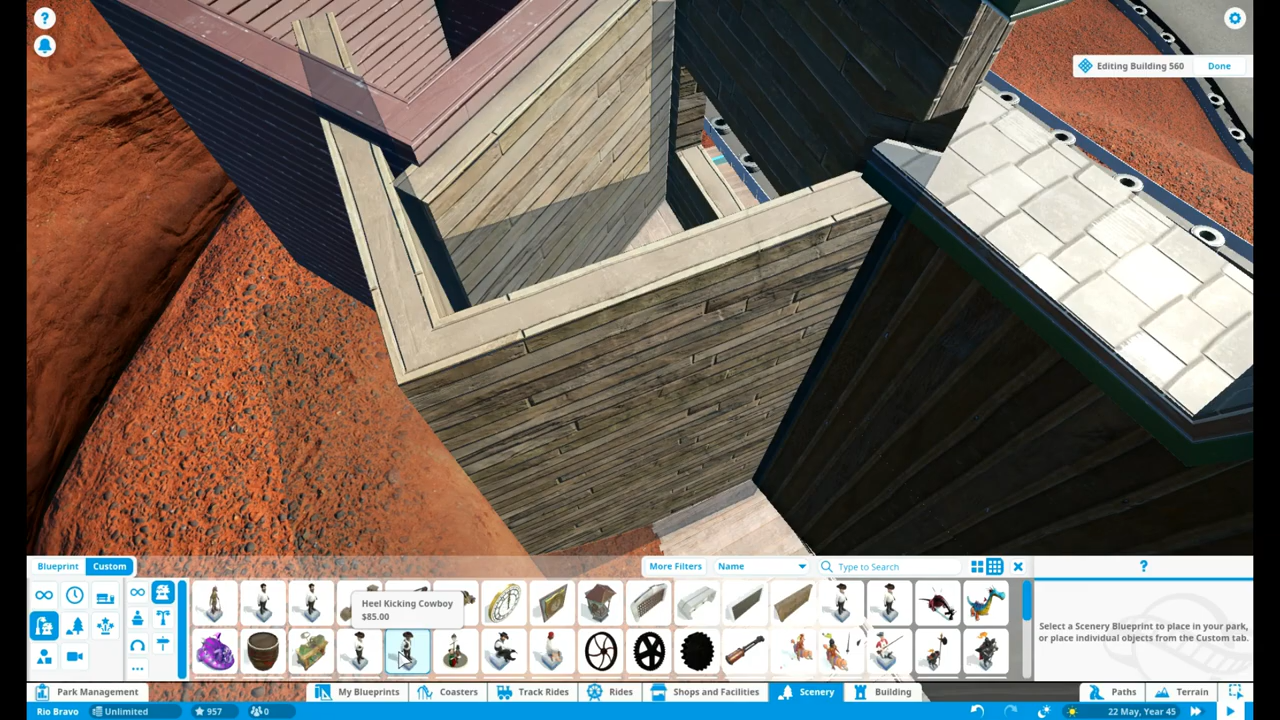 ?
Editing Building 560 Done
Blueprint Custom More Filters Name Type to Search ?
Heel Kicking Cowboy
$85.00
Select a Scenery Blueprint to place in your park,
or place individual objects from the Custom tab.
Park Management My Blueprints Coasters Track Rides Rides Shops and Facilities Scenery Building Paths Terrain
Rio Bravo Unlimited 957 0 22 May, Year 45